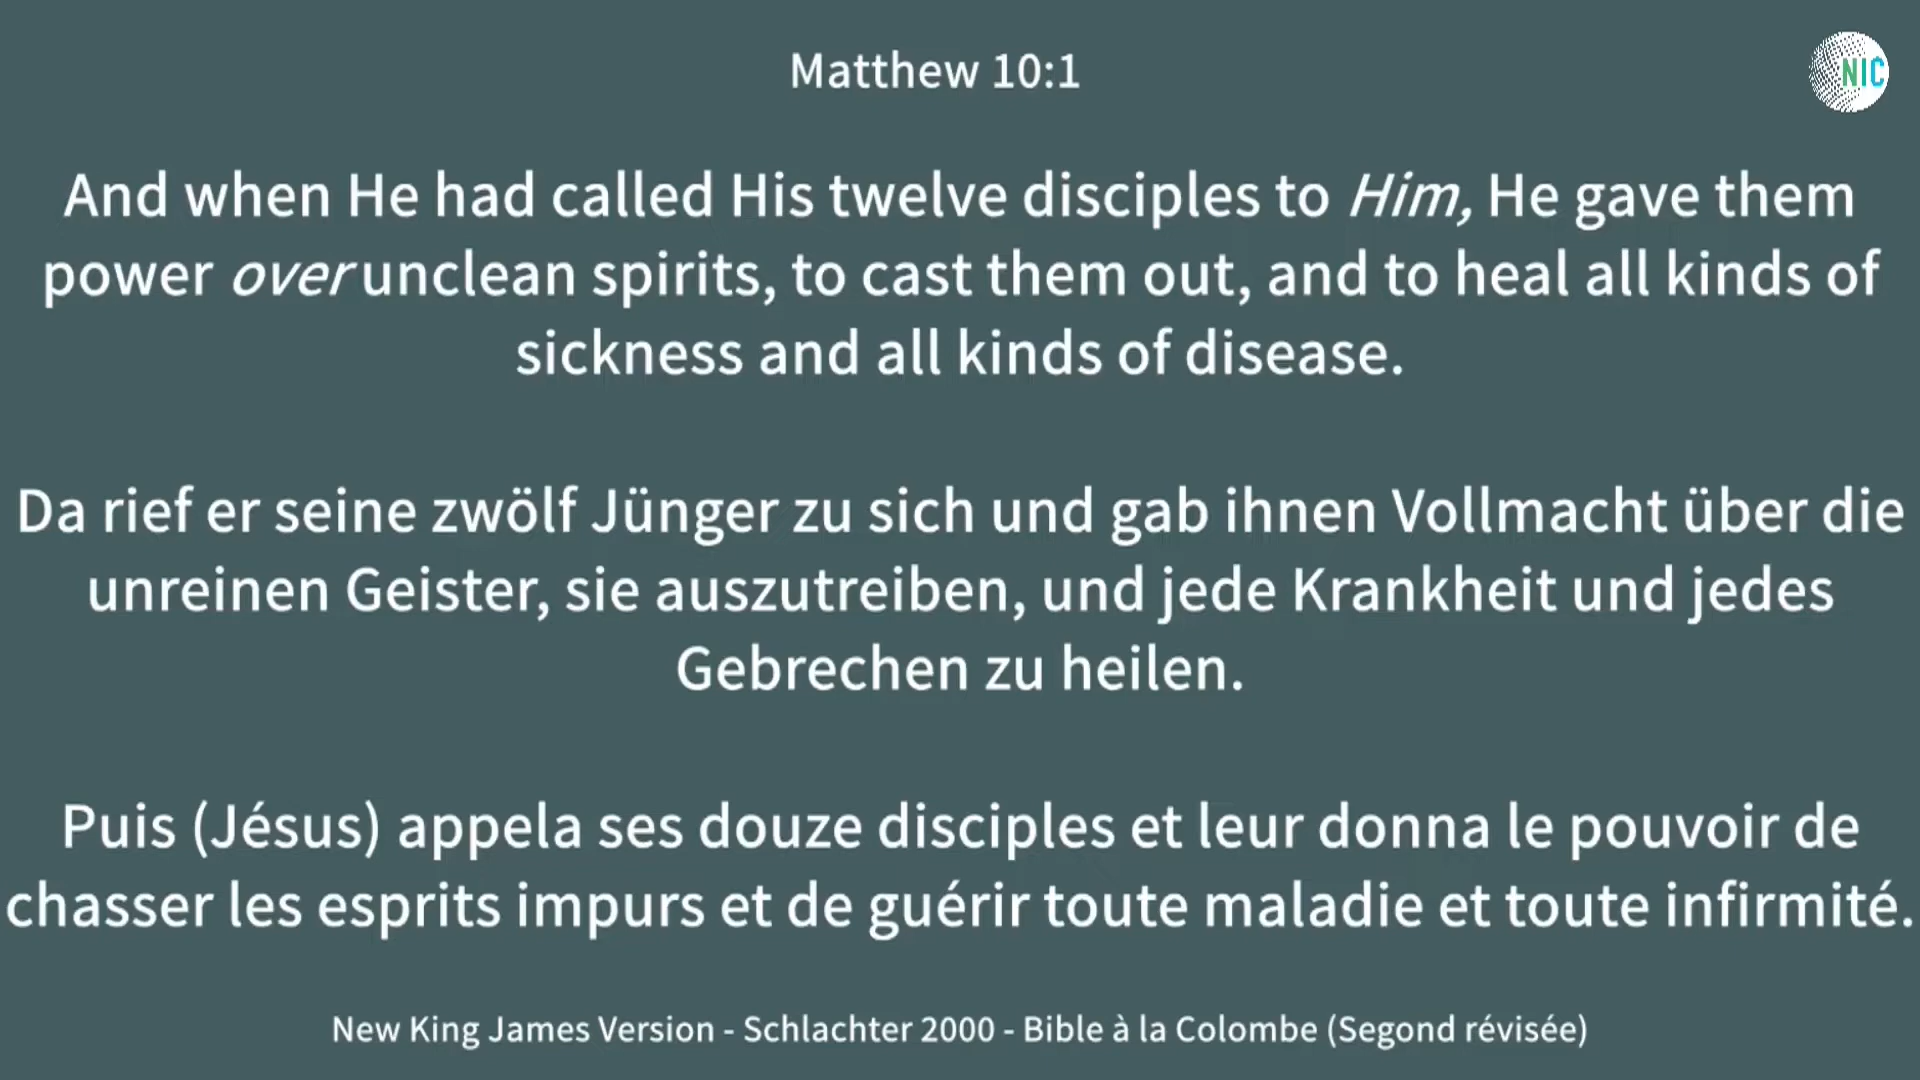 Matthew 10:1
NIC
And when He had called His twelve disciples to Him, He gave them
power over unclean spirits, to cast them out, and to heal all kinds of
sickness and all kinds of disease.
Da rief er seine zwölf Jünger zu sich und gab ihnen Vollmacht über die
unreinen Geister, sie auszutreiben, und jede Krankheit und jedes
Gebrechen zu heilen.
Puis (Jésus) appela ses douze disciples et leur donna le pouvoir de
chasser les esprits impurs et de guérir toute maladie et toute infirmité.
New King James Version - Schlachter 2000 - Bible à la Colombe (Segond révisée)